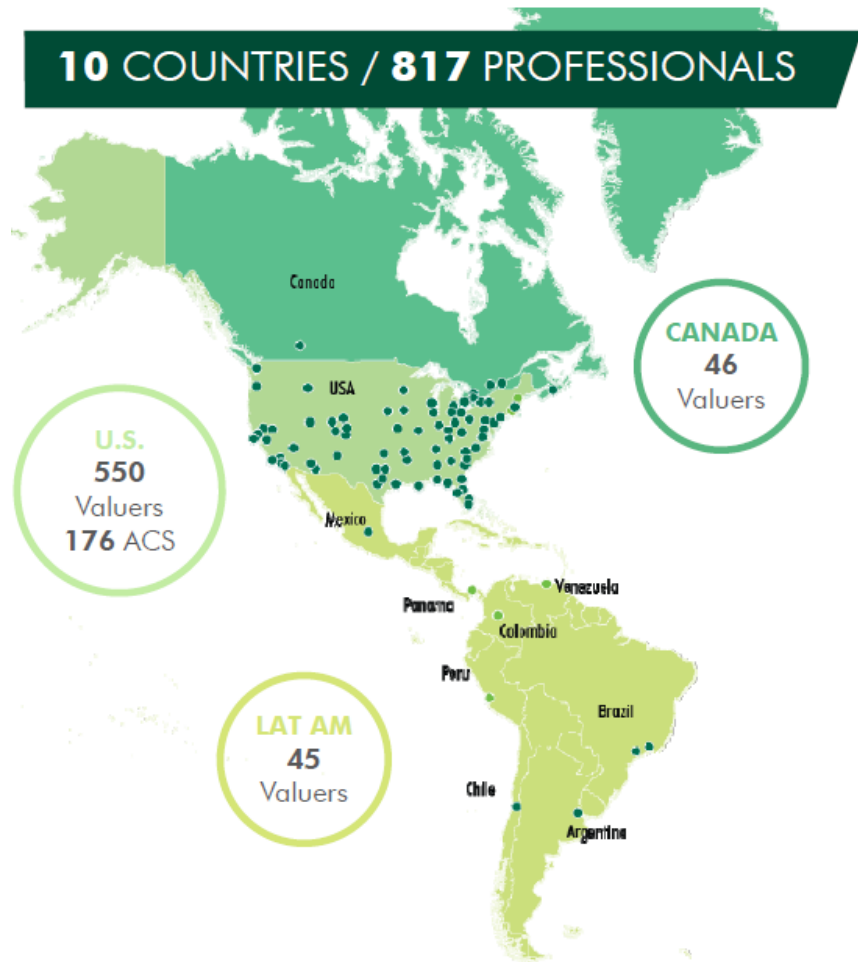 10 COUNTRIES / 817 PROFESSIONALS
Canada
CANADA
46
Valuers
USA
U.S.
550
Valuers
176 ACS
Mexico
Venezuela
Panama
Colombia
Peru
Brazil
LAT AM
45
Valuers
Chile
Argentina